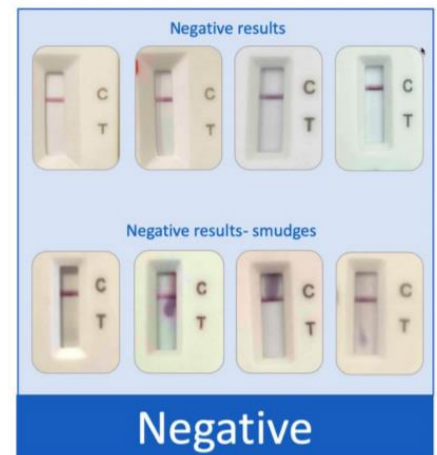 Negative results
C C C C
T T T T
Negative results- smudges
C C C C
T T T T
Negative